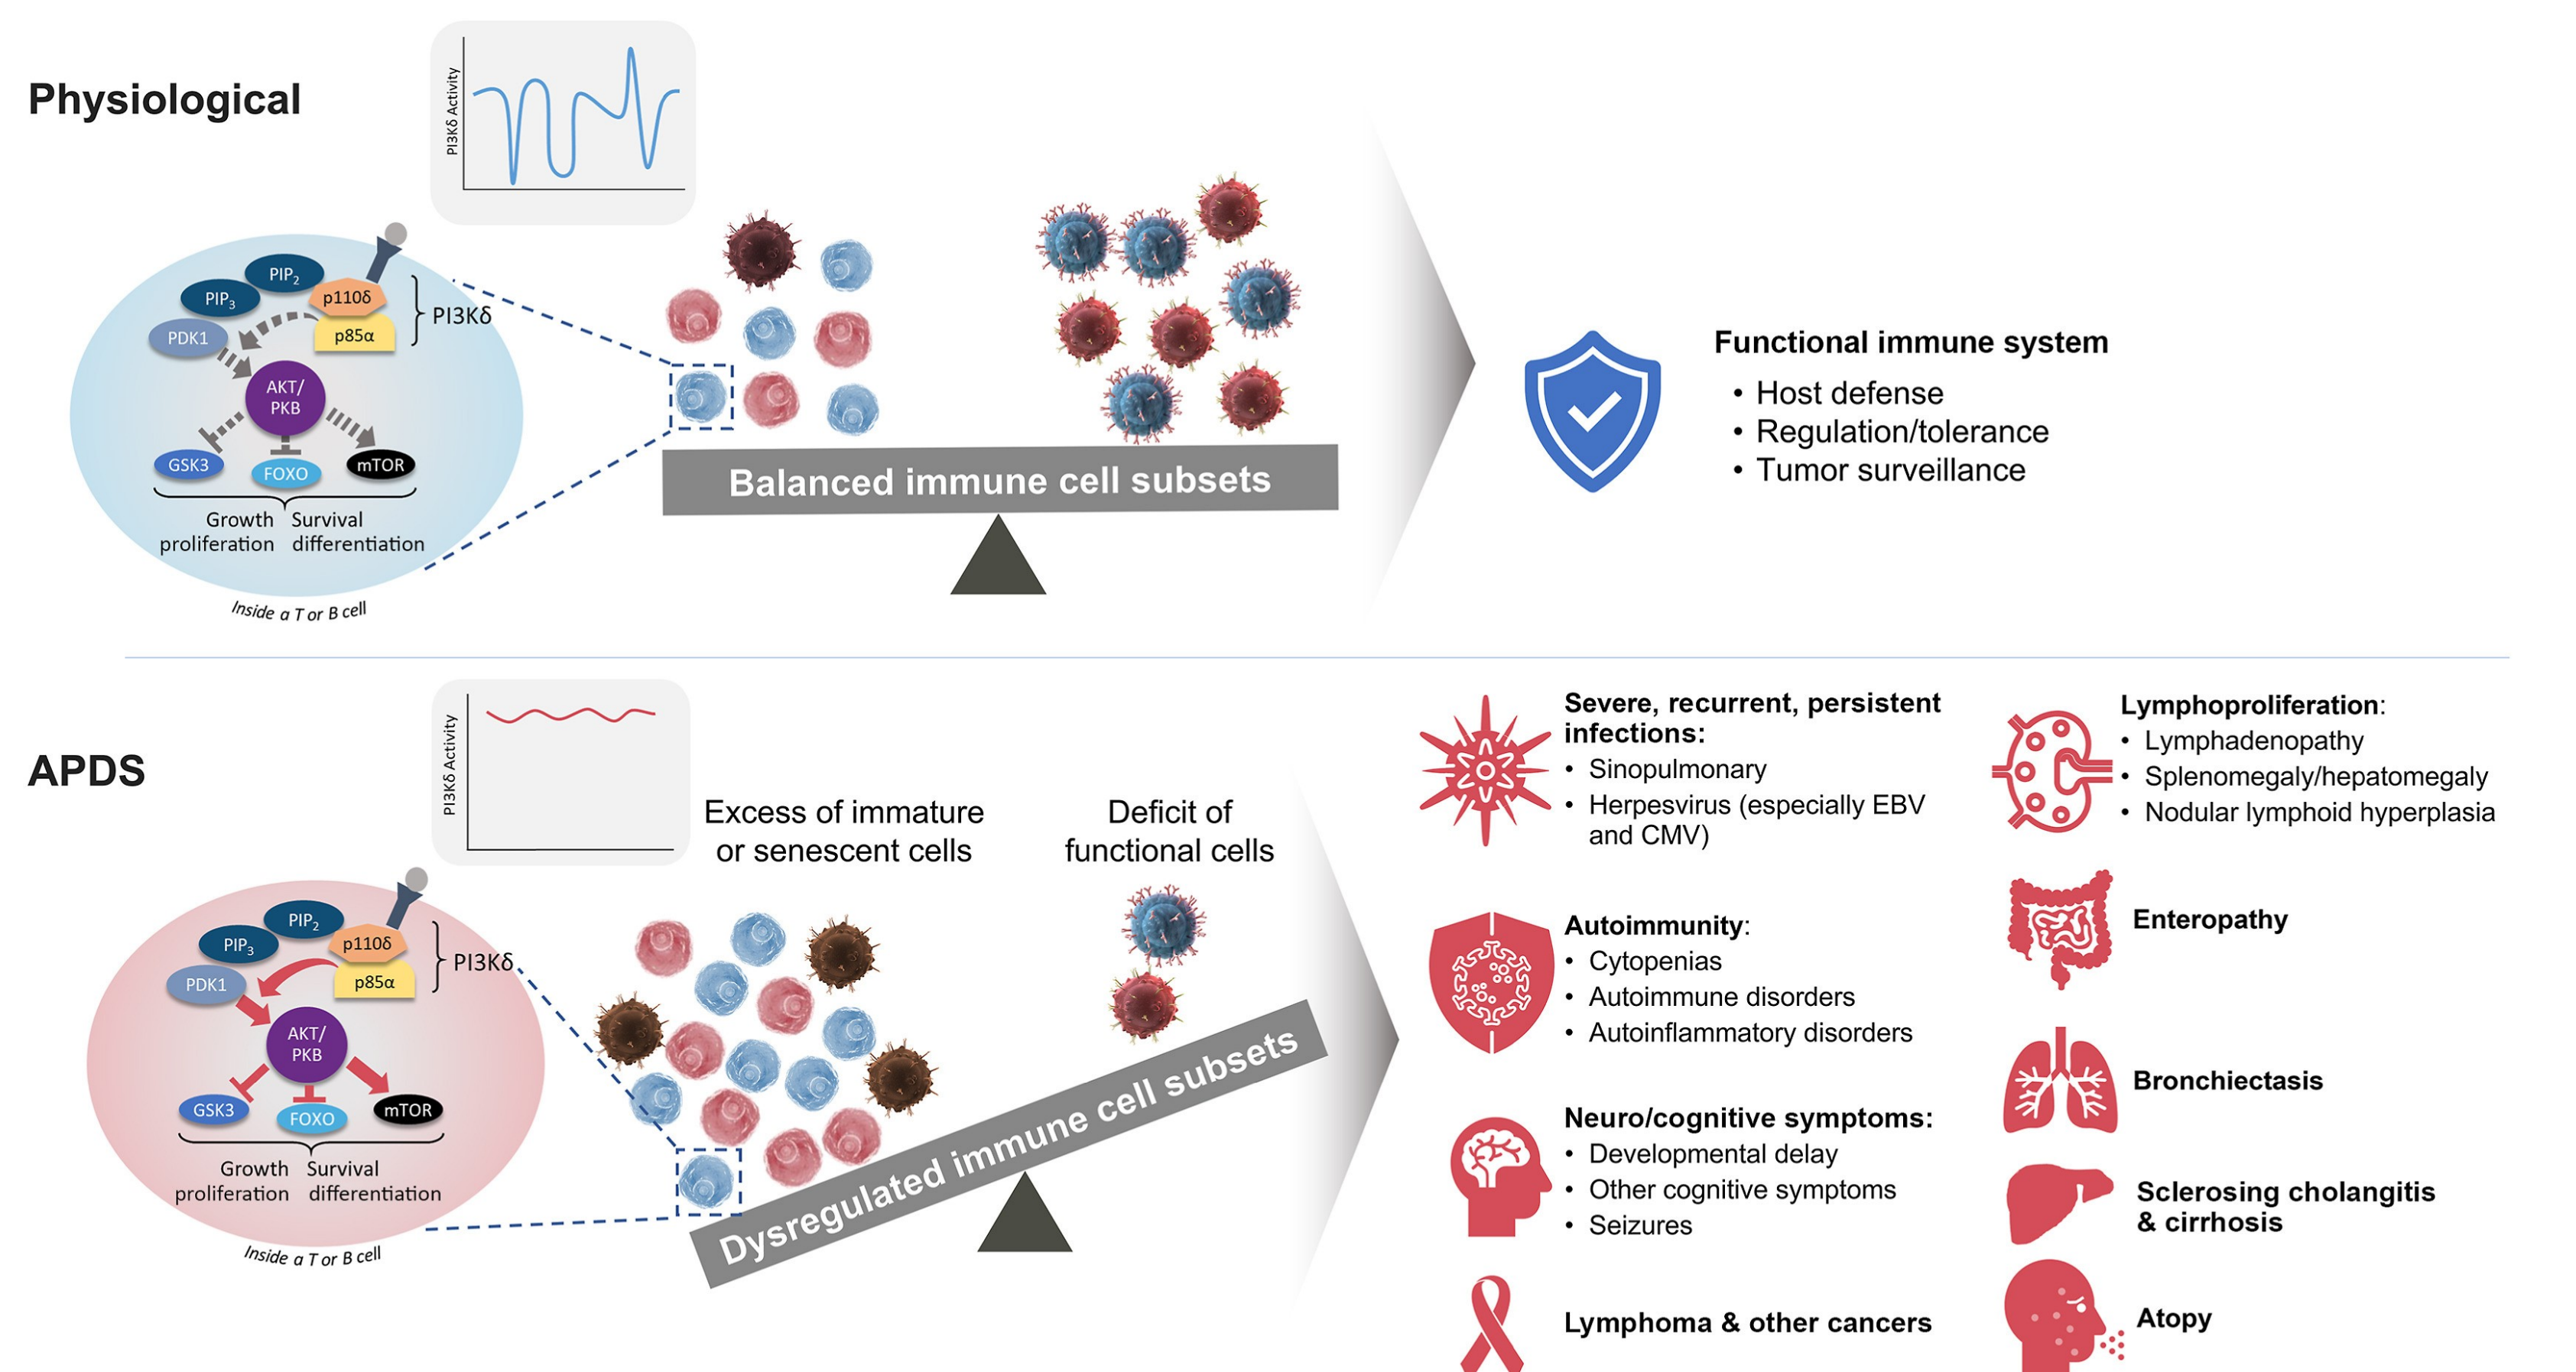 Physiological
PI3Kδ Activity
PIP2
PIP3
p110δ
PI3Kδ
PDK1
p85α
AKT/
PKB
GSK3
FOXO
mTOR
Growth Survival
proliferation differentiation
Inside a T or B cell
Balanced immune cell subsets
Functional immune system
• Host defense
• Regulation/tolerance
• Tumor surveillance
APDS
PI3Kδ Activity
Excess of immature
or senescent cells
Deficit of
functional cells
PIP2
PIP3
p110δ
PI3Kδ
PDK1
p85α
AKT/
PKB
GSK3
FOXO
mTOR
Growth Survival
proliferation differentiation
Inside a T or B cell
Dysregulated immune cell subsets
Severe, recurrent, persistent
infections:
• Sinopulmonary
• Herpesvirus (especially EBV
and CMV)
Autoimmunity:
• Cytopenias
• Autoimmune disorders
• Autoinflammatory disorders
Neuro/cognitive symptoms:
• Developmental delay
• Other cognitive symptoms
• Seizures
Lymphoma & other cancers
Lymphoproliferation:
• Lymphadenopathy
• Splenomegaly/hepatomegaly
• Nodular lymphoid hyperplasia
Enteropathy
Bronchiectasis
Sclerosing cholangitis
& cirrhosis
Atopy